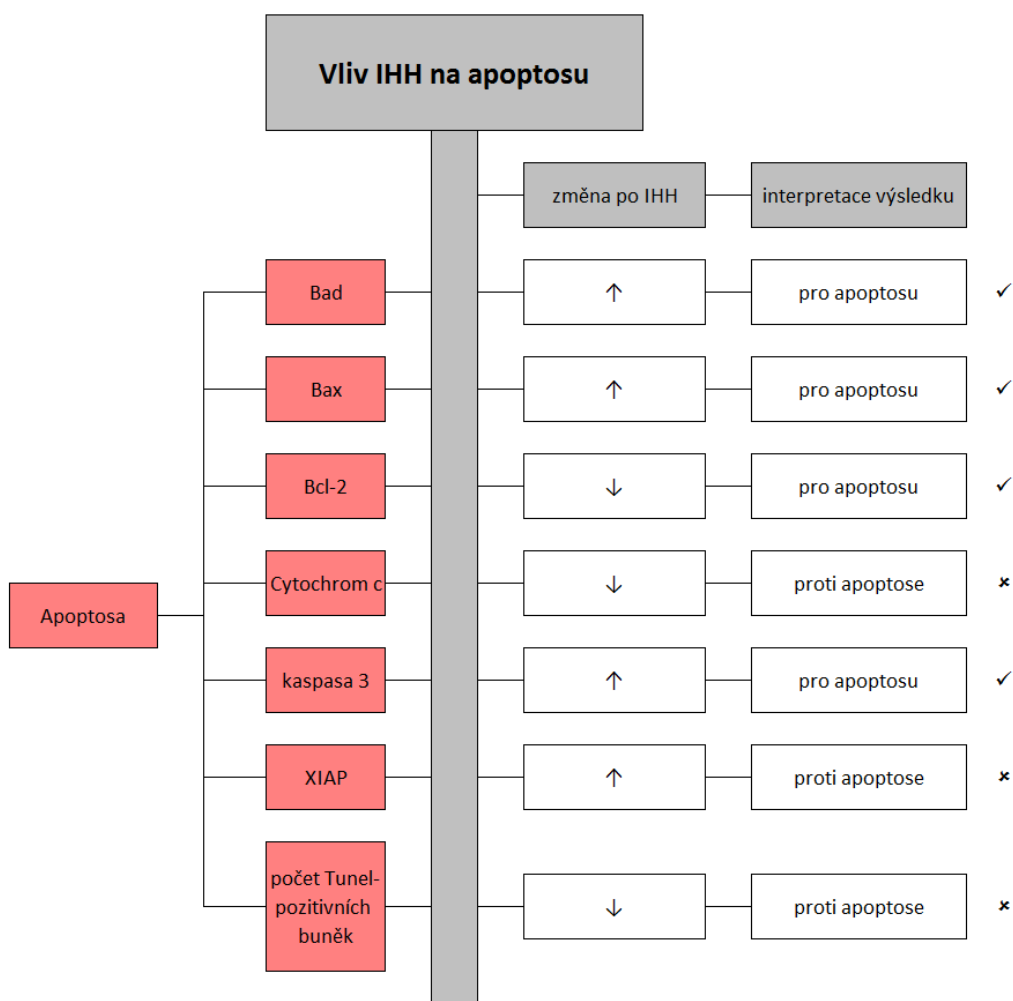 Vliv IHH na apoptosu
změna po IHH
interpretace výsledku
Bad
↑
pro apoptosu
✓
Bax
↑
pro apoptosu
✓
Bcl-2
↓
pro apoptosu
✓
Cytochrom c
↓
proti apoptose
×
Apoptosa
kaspasa 3
↑
pro apoptosu
✓
XIAP
↑
proti apoptose
×
počet Tunel-
pozitivních
buněk
↓
proti apoptose
×